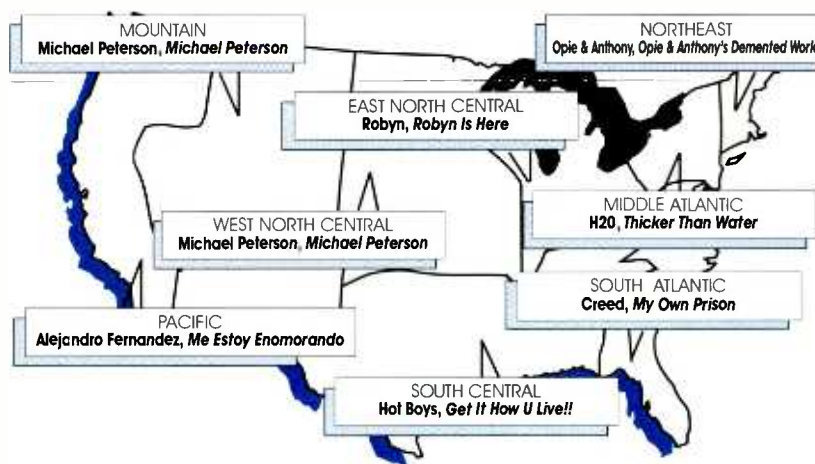 MOUNTAIN
Michael Peterson, Michael Peterson
NORTHEAST
Opie & Anthony, Opie & Anthony's Demented Work
EAST NORTH CENTRAL
Robyn, Robyn Is Here
MIDDLE ATLANTIC
H20, Thicker Than Water
WEST NORTH CENTRAL
Michael Peterson, Michael Peterson
SOUTH ATLANTIC
Creed, My Own Prison
PACIFIC
Alejandro Fernandez, Me Estoy Enomorando
SOUTH CENTRAL
Hot Boys, Get It How U Live!!